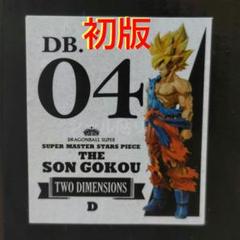 初版
DB.
04
DRAGONBALL SUPER
SUPER MASTER STARS PIECE
THE
SON GOKOU
TWO DIMENSIONS
D